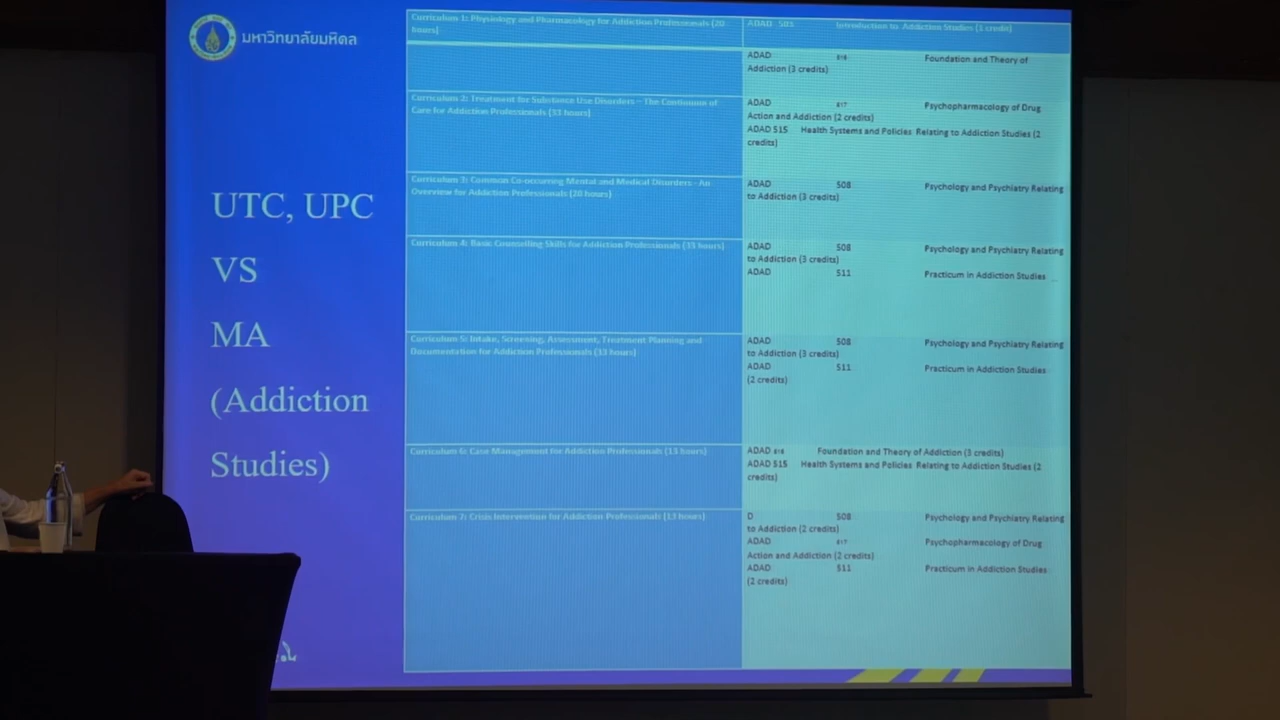 มหาวิทยาลัยมหิดล
UTC, UPC
VS
MA
(Addiction
Studies)
Curriculum 1: Physiology and Pharmacology for Addiction Professionals (20
hours)
ADAD 503 Introduction to Addiction Studies (1 credit)
ADAD Foundation and Theory of
Addiction (3 credits)
Curriculum 2: Treatment for Substance Use Disorders – The Continuum of
Care for Addiction Professionals (33 hours)
ADAD 517 Psychopharmacology of Drug
Action and Addiction (2 credits)
ADAD 515 Health Systems and Policies Relating to Addiction Studies (2
credits)
Curriculum 3: Common Co-occurring Mental and Medical Disorders - An
Overview for Addiction Professionals (20 hours)
ADAD 508 Psychology and Psychiatry Relating
to Addiction (3 credits)
Curriculum 4: Basic Counselling Skills for Addiction Professionals (33 hours)
ADAD 508 Psychology and Psychiatry Relating
to Addiction (3 credits)
ADAD 511 Practicum in Addiction Studies
Curriculum 5: Intake, Screening, Assessment, Treatment Planning and
Documentation for Addiction Professionals (33 hours)
ADAD 508 Psychology and Psychiatry Relating
to Addiction (3 credits)
ADAD 511 Practicum in Addiction Studies
(2 credits)
Curriculum 6: Case Management for Addiction Professionals (13 hours)
ADAD Foundation and Theory of Addiction (3 credits)
ADAD 515 Health Systems and Policies Relating to Addiction Studies (2
credits)
Curriculum 7: Crisis Intervention for Addiction Professionals (13 hours)
D 508 Psychology and Psychiatry Relating
to Addiction (2 credits)
ADAD 517 Psychopharmacology of Drug
Action and Addiction (2 credits)
ADAD 511 Practicum in Addiction Studies
(2 credits)